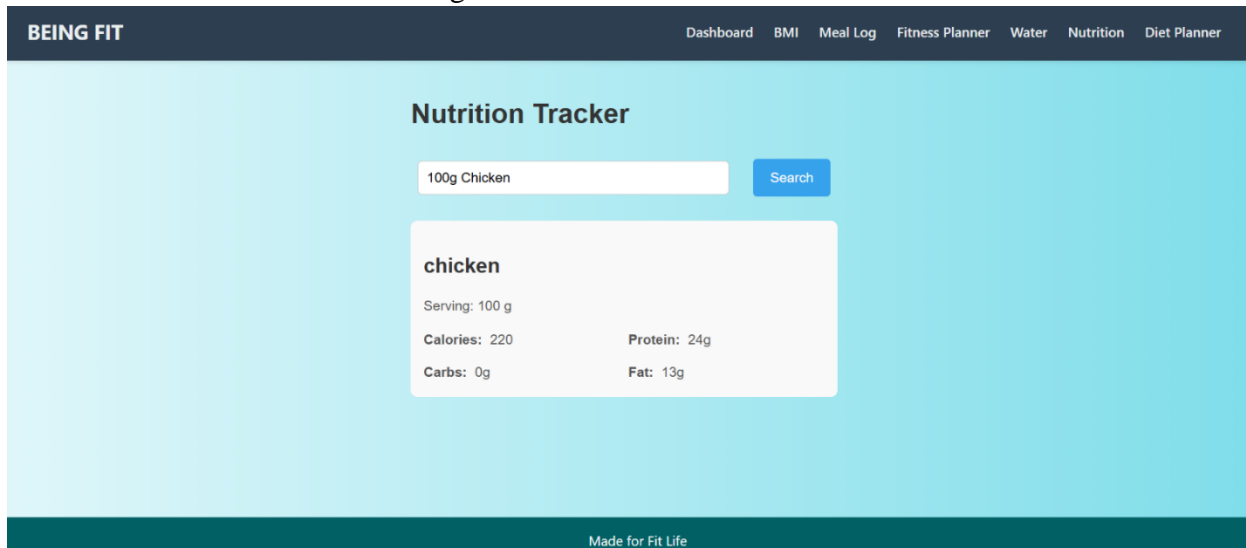 BEING FIT
Dashboard BMI Meal Log Fitness Planner Water Nutrition Diet Planner
Nutrition Tracker
100g Chicken
Search
chicken
Serving: 100 g
Calories: 220 Protein: 24g
Carbs: 0g Fat: 13g
Made for Fit Life